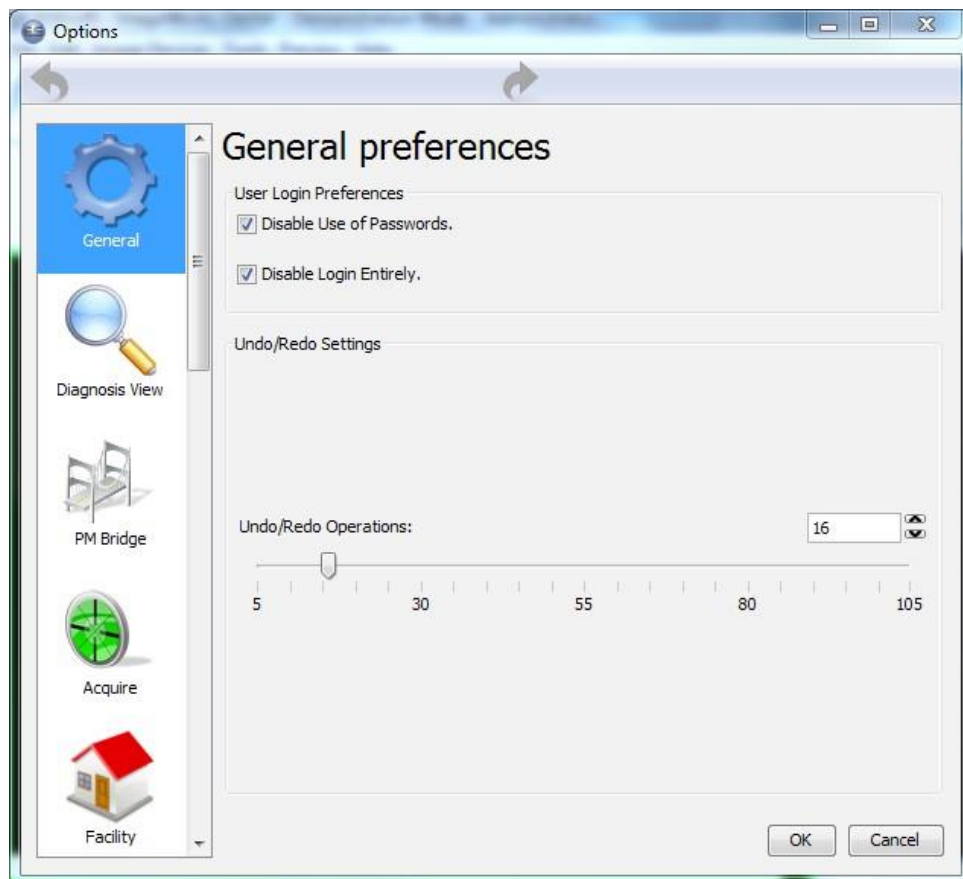 Options
General preferences
User Login Preferences
Disable Use of Passwords.
General
Disable Login Entirely.
Undo/Redo Settings
Diagnosis View
PM Bridge
Undo/Redo Operations:
16
5 30 55 80 105
Acquire
Facility
OK Cancel